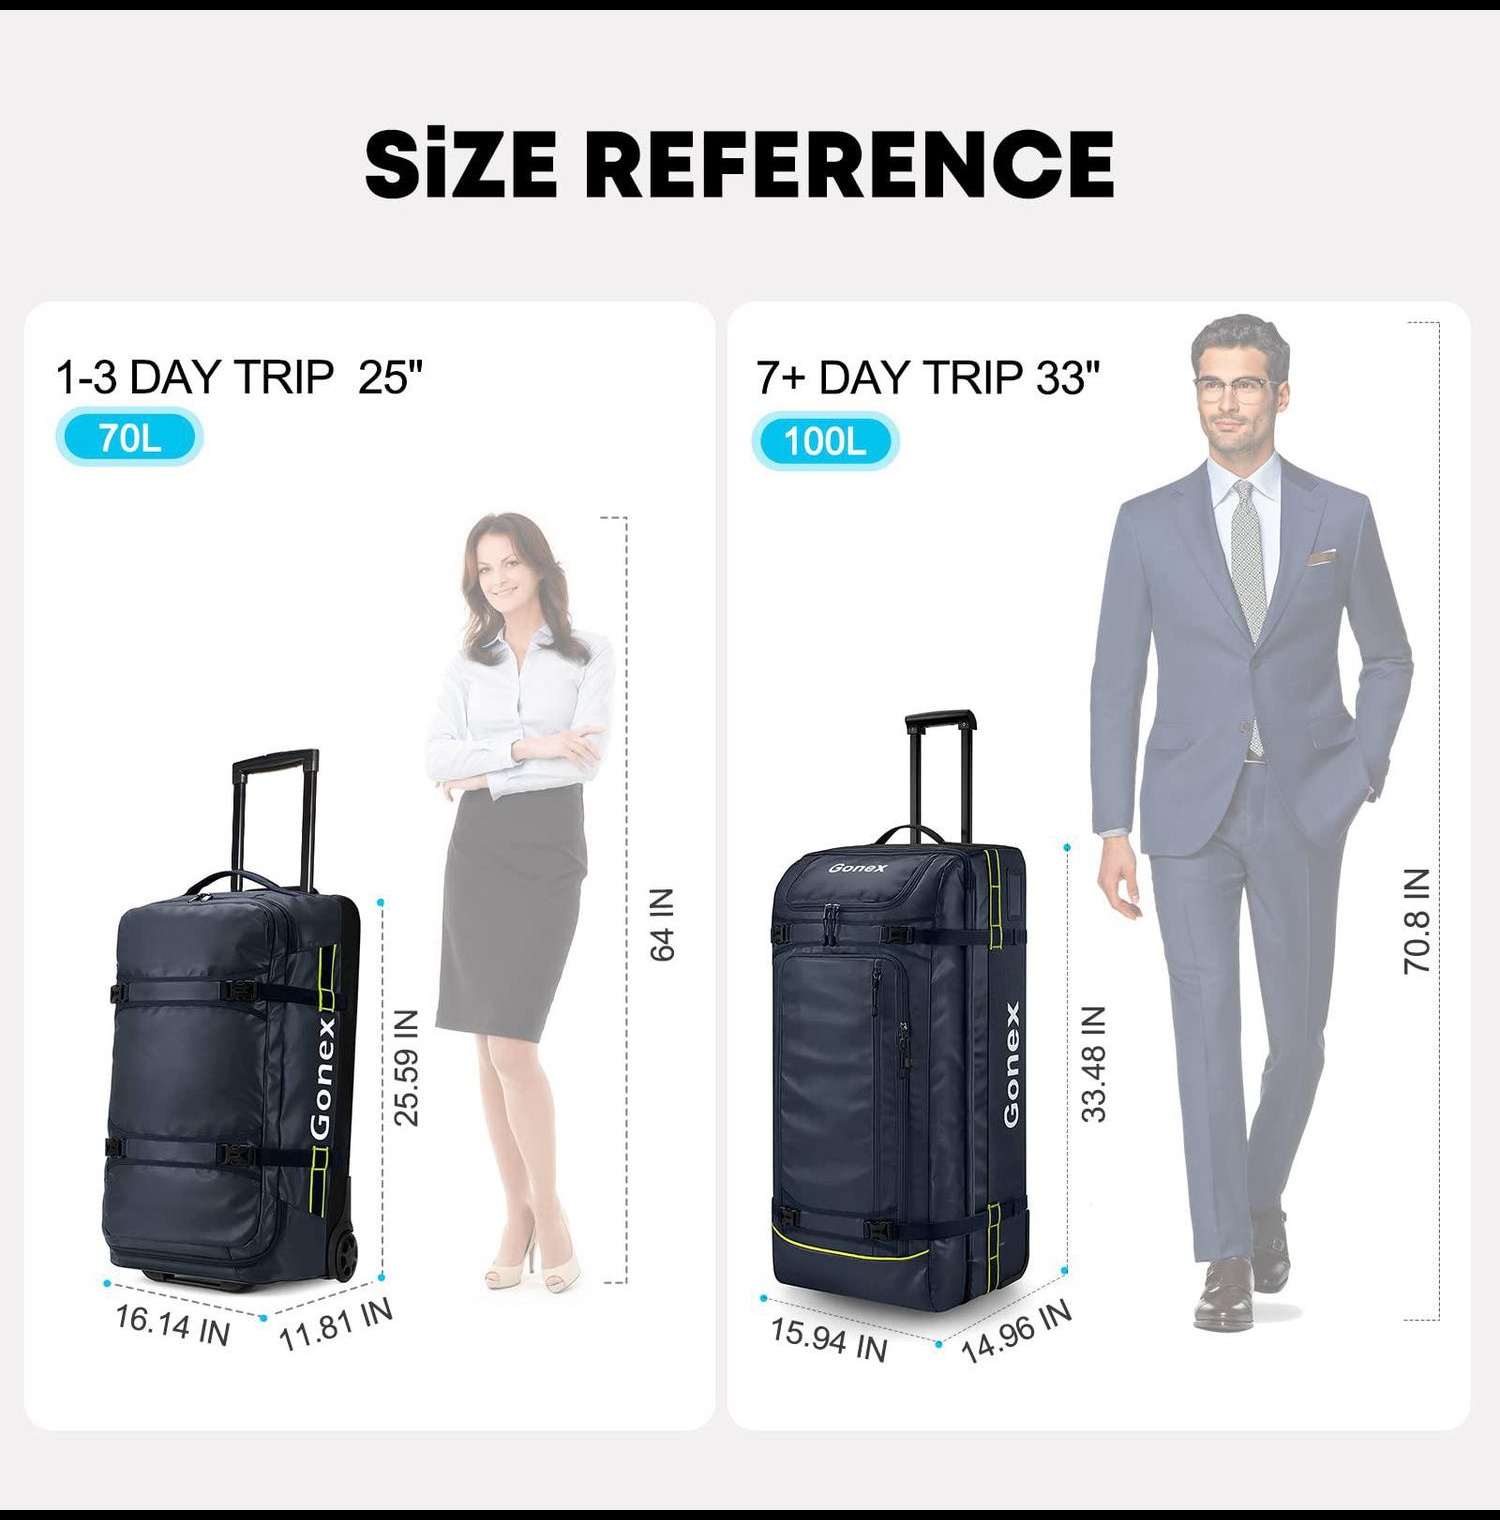 SiZE REFERENCE
1-3 DAY TRIP 25"
70L
Gonex
25.59 IN
64 IN
16.14 IN
11.81 IN
7+ DAY TRIP 33"
100L
Gonex
Gonex
33.48 IN
70.8 IN
15.94 IN
14.96 IN